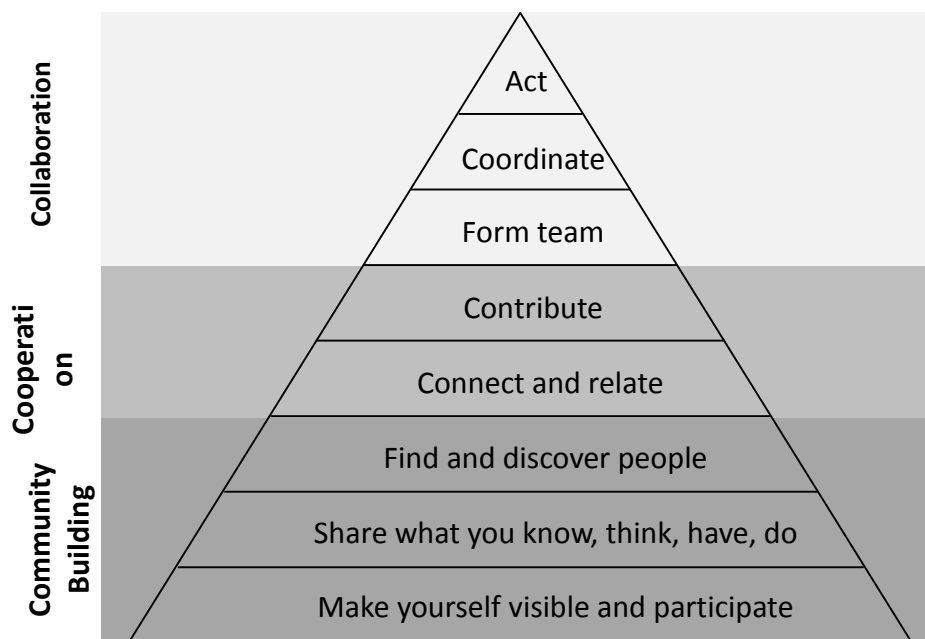 Collaboration
Act
Coordinate
Form team
Cooperati
on
Contribute
Connect and relate
Community
Building
Find and discover people
Share what you know, think, have, do
Make yourself visible and participate